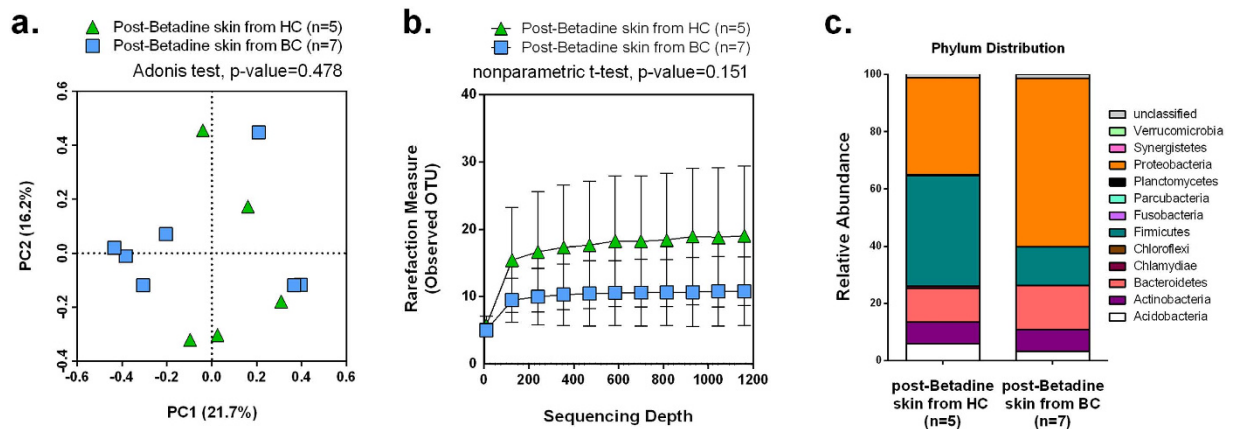 a.
Post-Betadine skin from HC (n=5)
Post-Betadine skin from BC (n=7)
Adonis test, p-value=0.478
PC2 (16.2%)
0.6
0.4
0.2
0.0
-0.2
-0.4
-0.6 -0.4 -0.2 0.0 0.2 0.4 0.6
PC1 (21.7%)
b.
Post-Betadine skin from HC (n=5)
Post-Betadine skin from BC (n=7)
nonparametric t-test, p-value=0.151
Rarefaction Measure
(Observed OTU)
40
30
20
10
0
0 200 400 600 800 1000 1200
Sequencing Depth
c.
Phylum Distribution
Relative Abundance
100
80
60
40
20
0
post-Betadine
skin from HC
(n=5)
post-Betadine
skin from BC
(n=7)
unclassified
Verrucomicrobia
Synergistetes
Proteobacteria
Planctomycetes
Parcubacteria
Fusobacteria
Firmicutes
Chloroflexi
Chlamydiae
Bacteroidetes
Actinobacteria
Acidobacteria